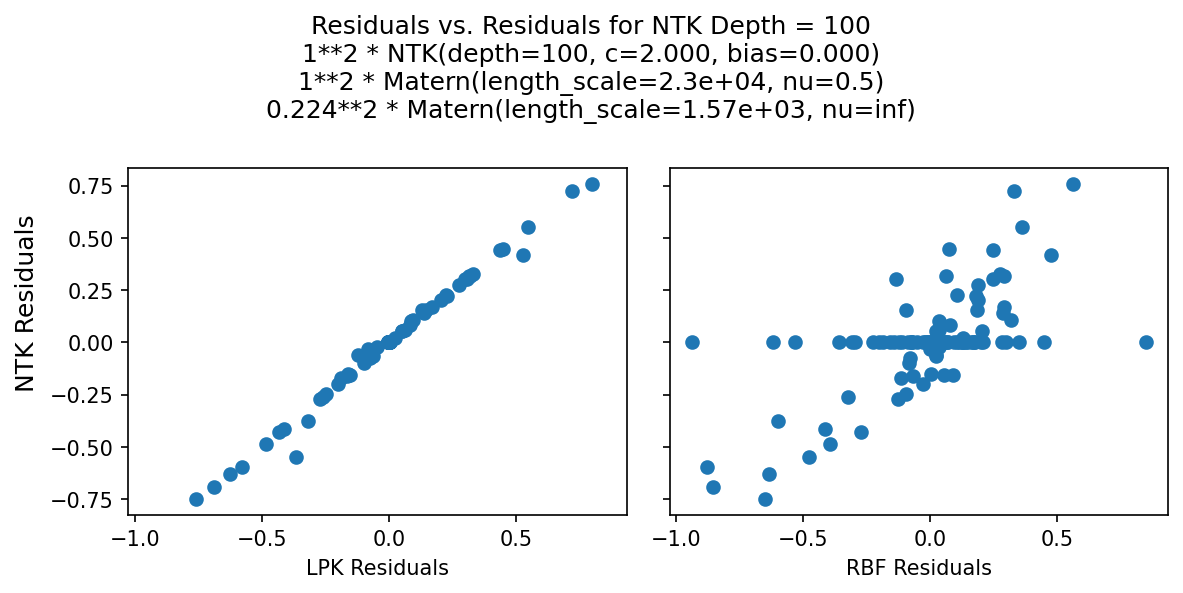 Residuals vs. Residuals for NTK Depth = 100
1**2 * NTK(depth=100, c=2.000, bias=0.000)
1**2 * Matern(length_scale=2.3e+04, nu=0.5)
0.224**2 * Matern(length_scale=1.57e+03, nu=inf)
NTK Residuals
0.75
0.50
0.25
0.00
−0.25
−0.50
−0.75
−1.0
−0.5
0.0
0.5
LPK Residuals
−1.0
−0.5
0.0
0.5
RBF Residuals